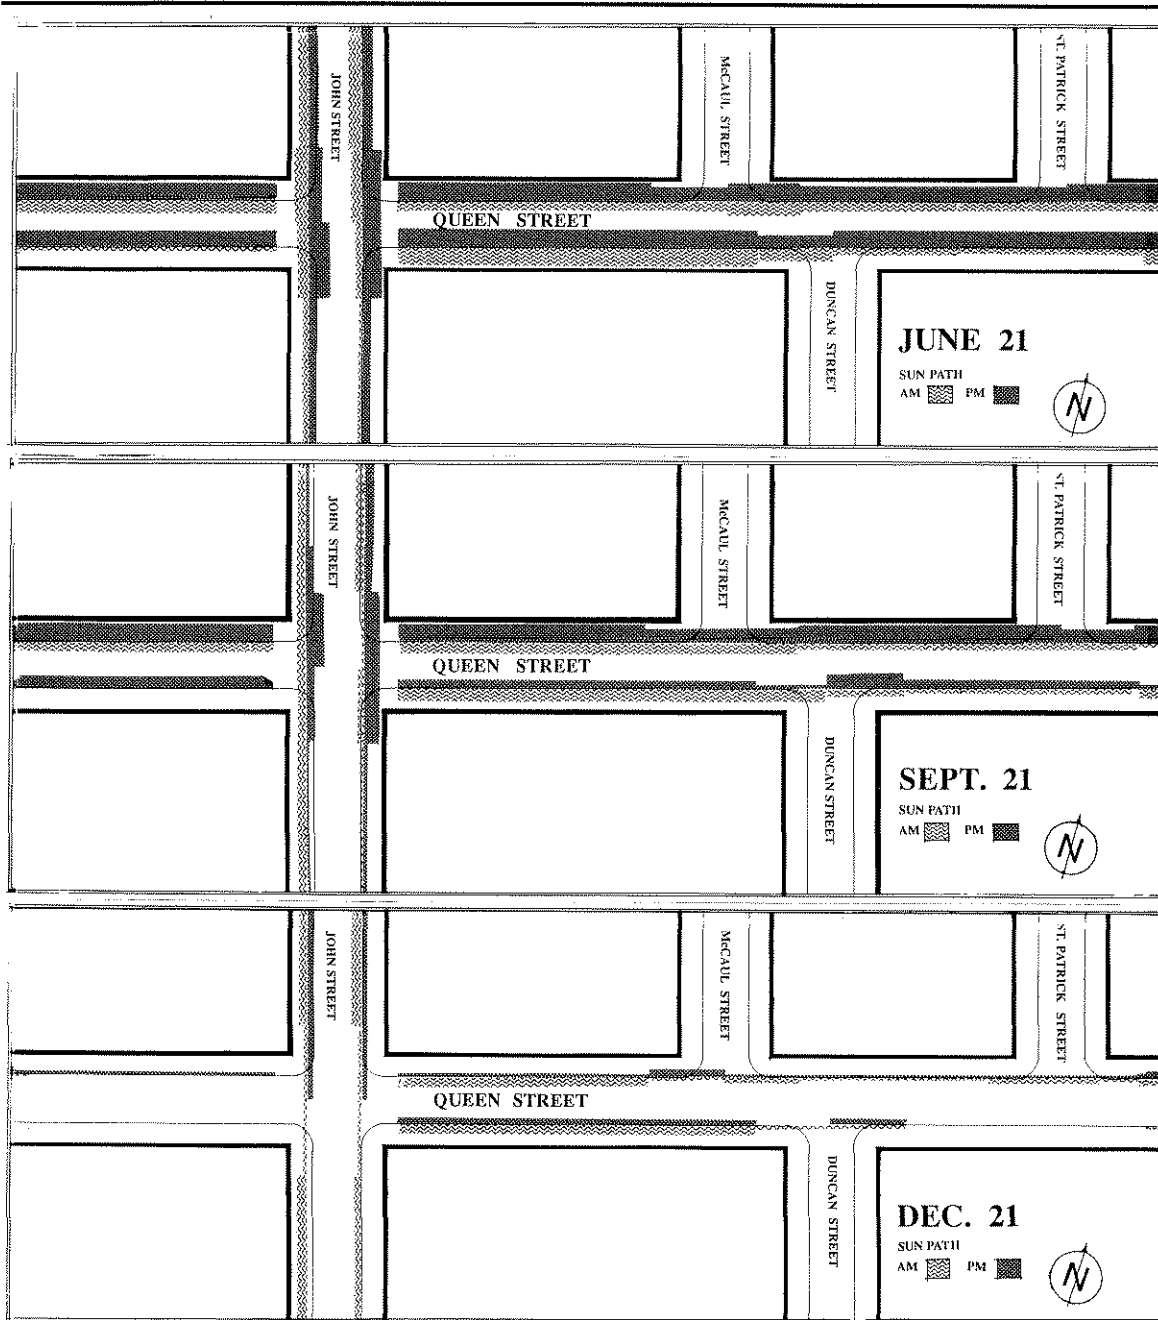 JOHN STREET
McCAUL STREET
ST. PATRICK STREET
QUEEN STREET
DUNCAN STREET
JUNE 21
SUN PATH
AM PM
N
JOHN STREET
McCAUL STREET
ST. PATRICK STREET
QUEEN STREET
DUNCAN STREET
SEPT. 21
SUN PATH
AM PM
N
JOHN STREET
McCAUL STREET
ST. PATRICK STREET
QUEEN STREET
DUNCAN STREET
DEC. 21
SUN PATH
AM PM
N